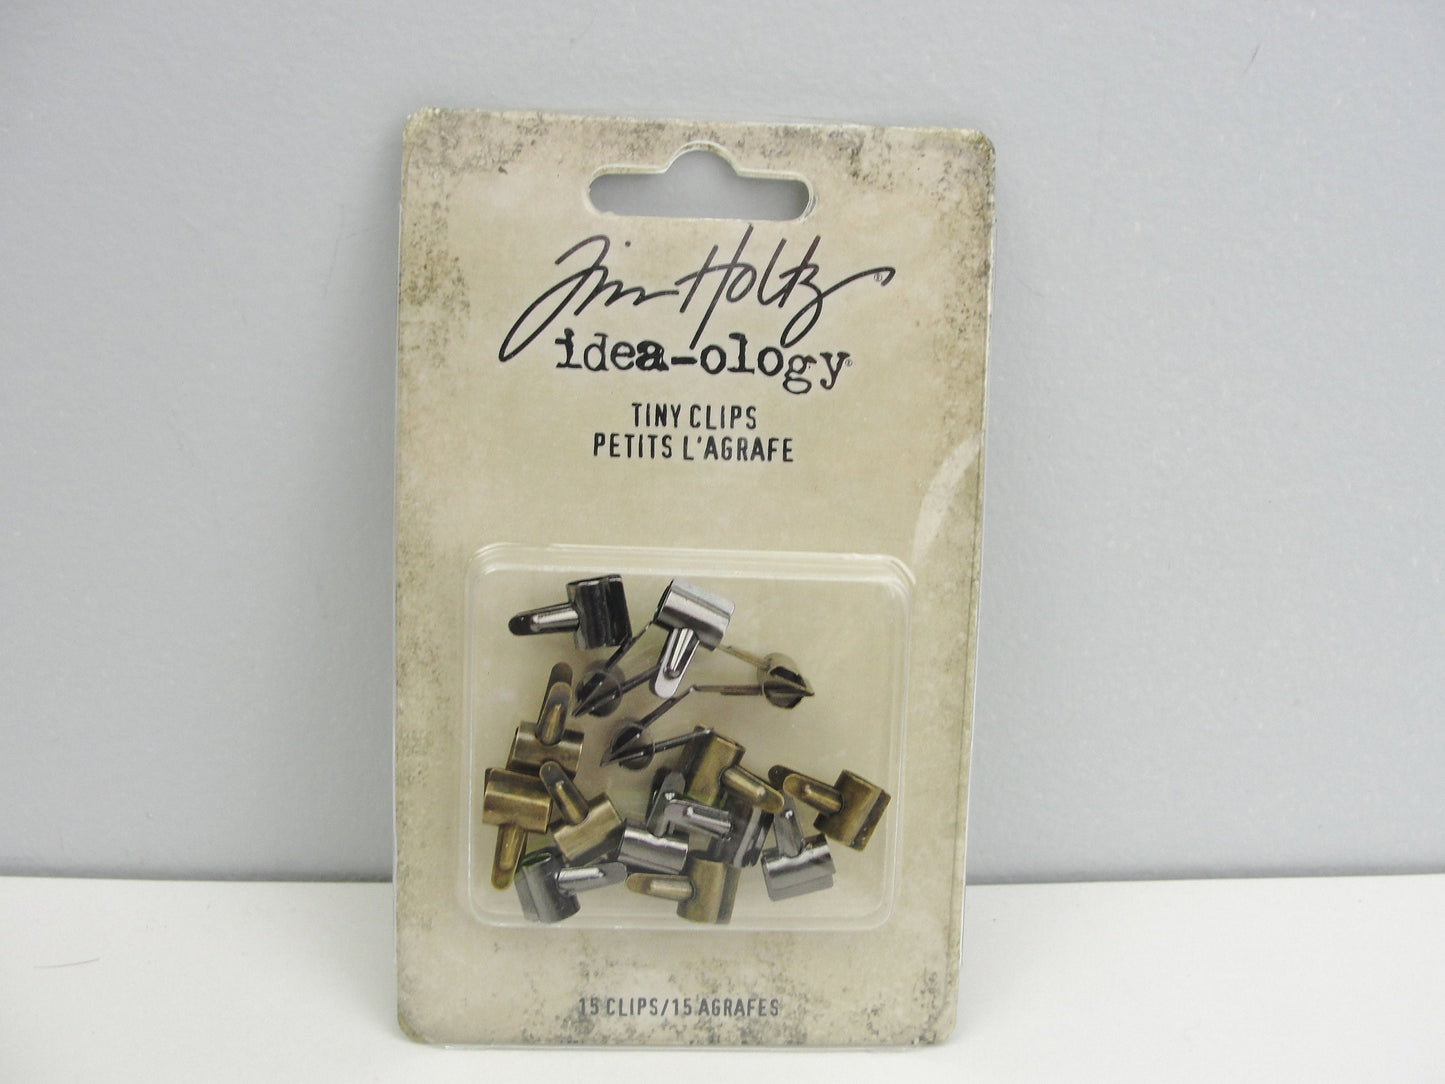 Tim Holtz®
idea-ology®
TINY CLIPS
PETITS L'AGRAFE
15 CLIPS/15 AGRAFES